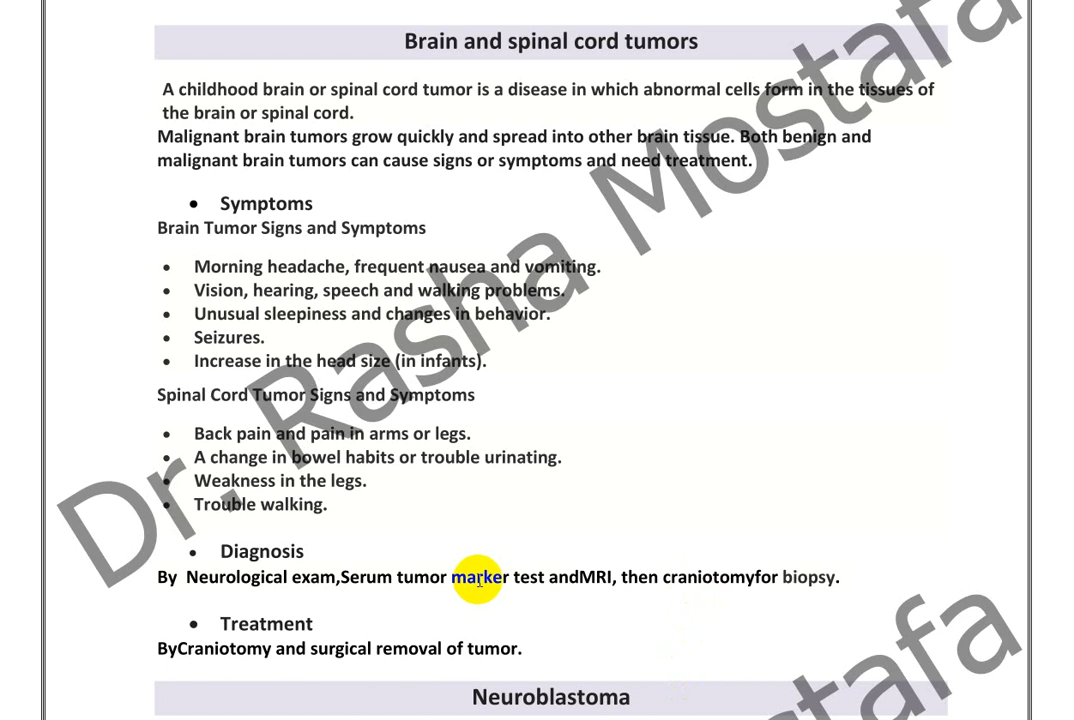 Brain and spinal cord tumors
A childhood brain or spinal cord tumor is a disease in which abnormal cells form in the tissues of
the brain or spinal cord.
Malignant brain tumors grow quickly and spread into other brain tissue. Both benign and
malignant brain tumors can cause signs or symptoms and need treatment.
• Symptoms
Brain Tumor Signs and Symptoms
• Morning headache, frequent nausea and vomiting.
• Vision, hearing, speech and walking problems.
• Unusual sleepiness and changes in behavior.
• Seizures.
• Increase in the head size (in infants).
Spinal Cord Tumor Signs and Symptoms
• Back pain and pain in arms or legs.
• A change in bowel habits or trouble urinating.
• Weakness in the legs.
• Trouble walking.
• Diagnosis
By Neurological exam,Serum tumor marker test andMRI, then craniotomyfor biopsy.
• Treatment
ByCraniotomy and surgical removal of tumor.
Neuroblastoma
Dr. Rasha Mostafa
stafa